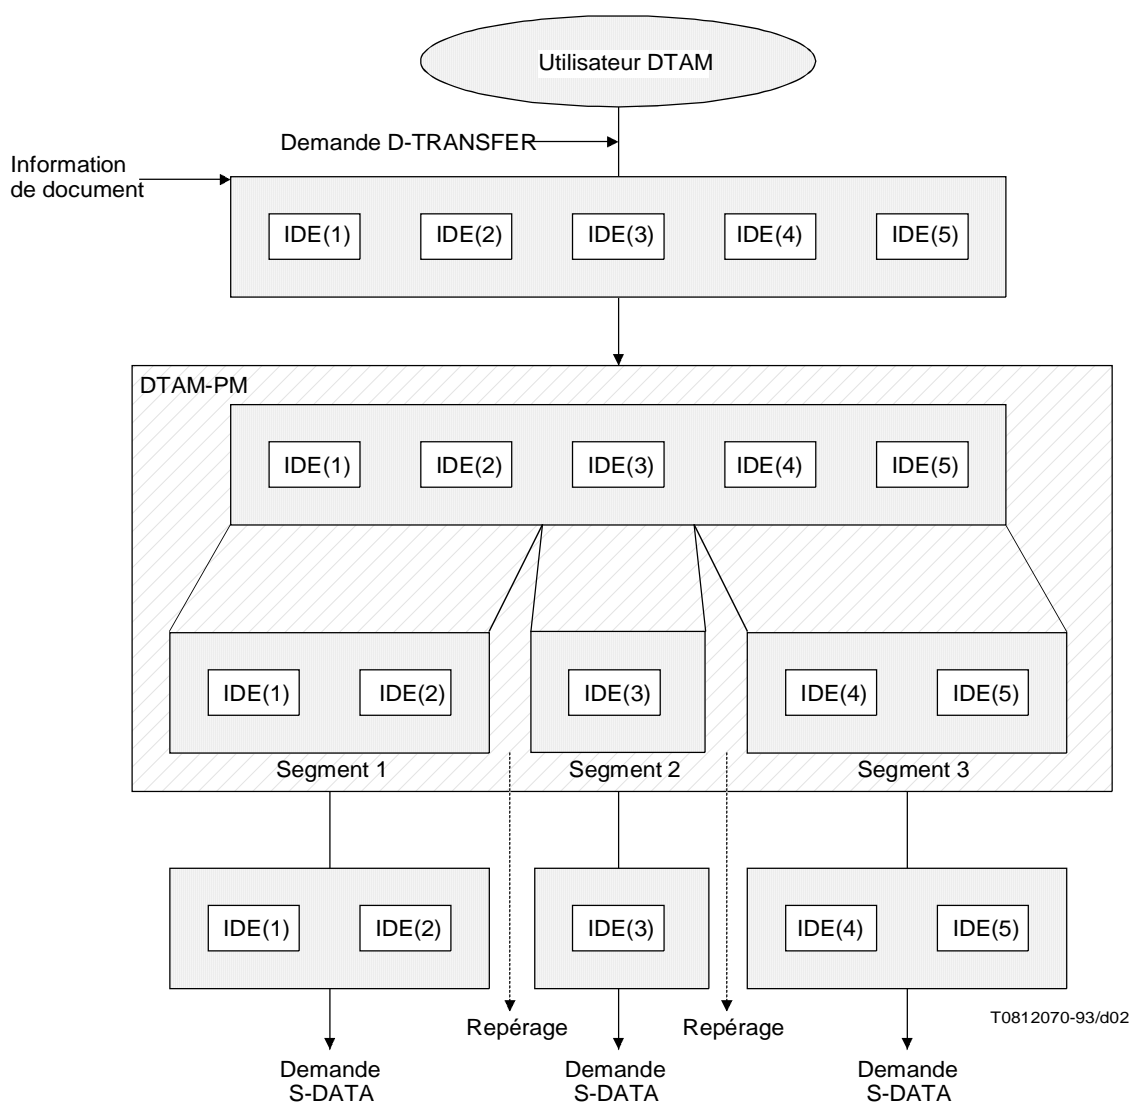 Utilisateur DTAM
Demande D-TRANSFER
Information
de document
IDE(1) IDE(2) IDE(3) IDE(4) IDE(5)
DTAM-PM
IDE(1) IDE(2) IDE(3) IDE(4) IDE(5)
IDE(1) IDE(2) IDE(3) IDE(4) IDE(5)
Segment 1 Segment 2 Segment 3
IDE(1) IDE(2) IDE(3) IDE(4) IDE(5)
Repérage Repérage
T0812070-93/d02
Demande Demande Demande
S-DATA S-DATA S-DATA